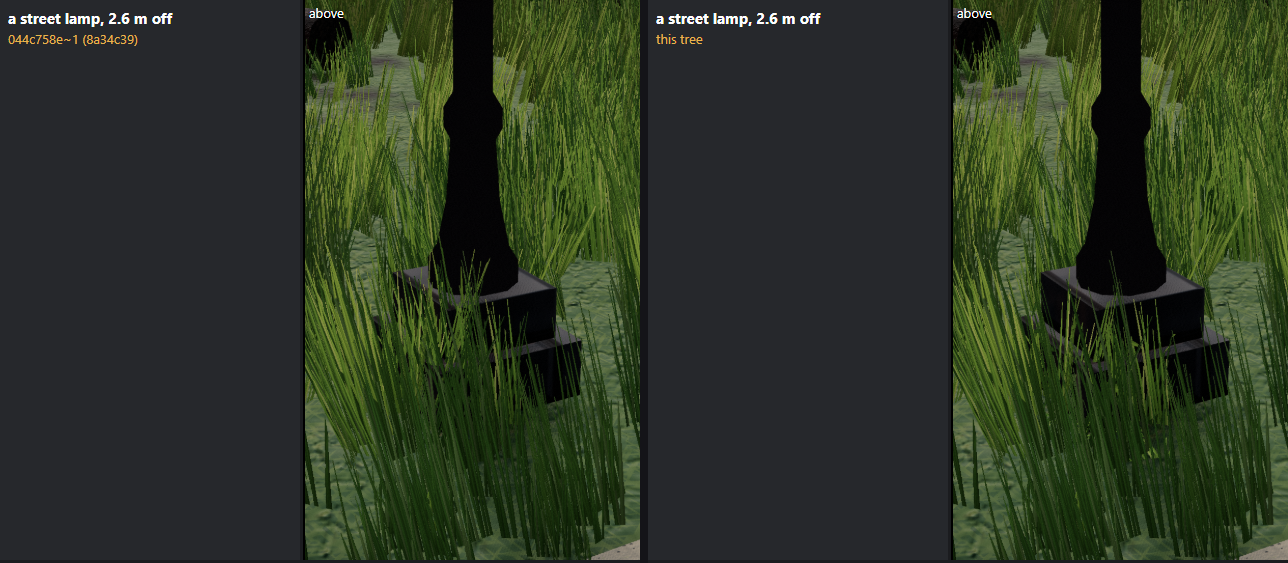 a street lamp, 2.6 m off
044c758e~1 (8a34c39)
above
a street lamp, 2.6 m off
this tree
above